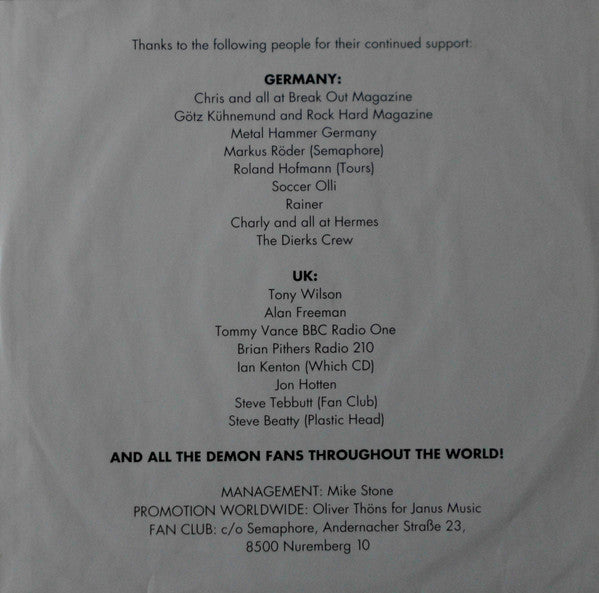 Thanks to the following people for their continued support:
GERMANY:
Chris and all at Break Out Magazine
Götz Kühnemund and Rock Hard Magazine
Metal Hammer Germany
Markus Röder (Semaphore)
Roland Hofmann (Tours)
Soccer Olli
Rainer
Charly and all at Hermes
The Dierks Crew
UK:
Tony Wilson
Alan Freeman
Tommy Vance BBC Radio One
Brian Pithers Radio 210
Ian Kenton (Which CD)
Jon Hotten
Steve Tebbutt (Fan Club)
Steve Beatty (Plastic Head)
AND ALL THE DEMON FANS THROUGHOUT THE WORLD!
MANAGEMENT: Mike Stone
PROMOTION WORLDWIDE: Oliver Thöns for Janus Music
FAN CLUB: c/o Semaphore, Andernacher Straße 23,
8500 Nuremberg 10